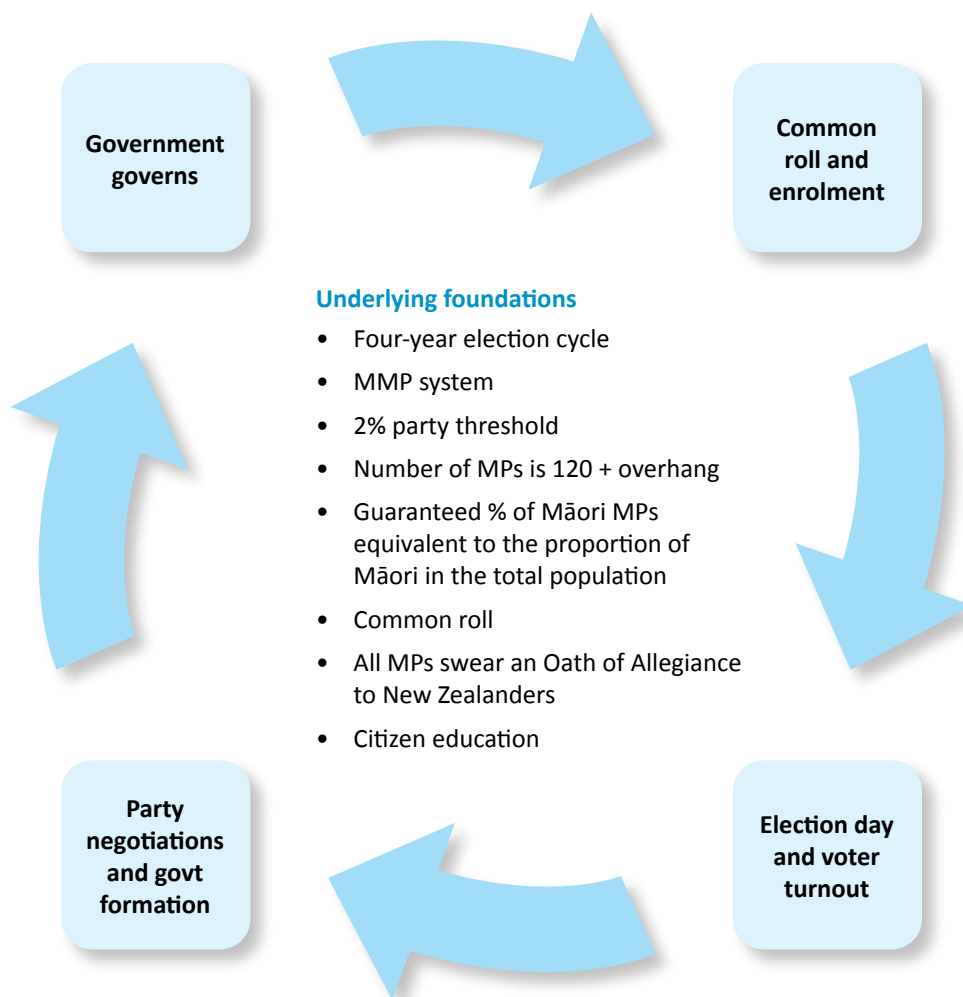 Government
governs
Common
roll and
enrolment
Underlying foundations
• Four-year election cycle
• MMP system
• 2% party threshold
• Number of MPs is 120 + overhang
• Guaranteed % of Māori MPs
equivalent to the proportion of
Māori in the total population
• Common roll
• All MPs swear an Oath of Allegiance
to New Zealanders
• Citizen education
Party
negotiations
and govt
formation
Election day
and voter
turnout